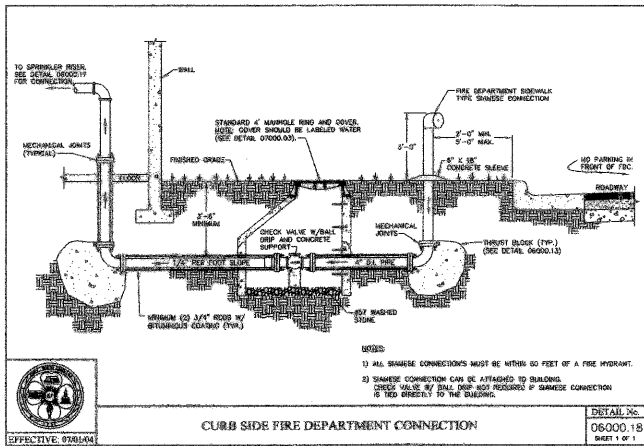 TO SPRINKLER RISER.
SEE DETAIL 06000.17
FOR CONNECTION.
WALL
MECHANICAL JOINTS
(TYPICAL)
FLOOR
FINISHED GRADE
STANDARD 4' MANHOLE RING AND COVER.
NOTE: COVER SHOULD BE LABELED WATER
(SEE DETAIL 07000.03).
FIRE DEPARTMENT SIDEWALK
TYPE SIAMESE CONNECTION
3'-0"
2'-0" MIN.
5'-0" MAX.
6" X 18"
CONCRETE SLEEVE
NO PARKING IN
FRONT OF FDC.
ROADWAY
3'-6"
MINIMUM
CHECK VALVE W/BALL
DRIP AND CONCRETE
SUPPORT
MECHANICAL
JOINTS
THRUST BLOCK (TYP.)
(SEE DETAIL 06000.13)
1/4" PER FOOT SLOPE
4" D.I. PIPE
MINIMUM (2) 3/4" RODS W/
BITUMINOUS COATING (TYP.)
#57 WASHED
STONE
NOTES:
1) ALL SIAMESE CONNECTION'S MUST BE WITHIN 50 FEET OF A FIRE HYDRANT.
2) SIAMESE CONNECTION CAN BE ATTACHED TO BUILDING.
CHECK VALVE W/ BALL DRIP NOT REQUIRED IF SIAMESE CONNECTION
IS TIED DIRECTLY TO THE BUILDING.
EFFECTIVE: 07/01/04
CURB SIDE FIRE DEPARTMENT CONNECTION
DETAIL No.
06000.18
SHEET 1 OF 1